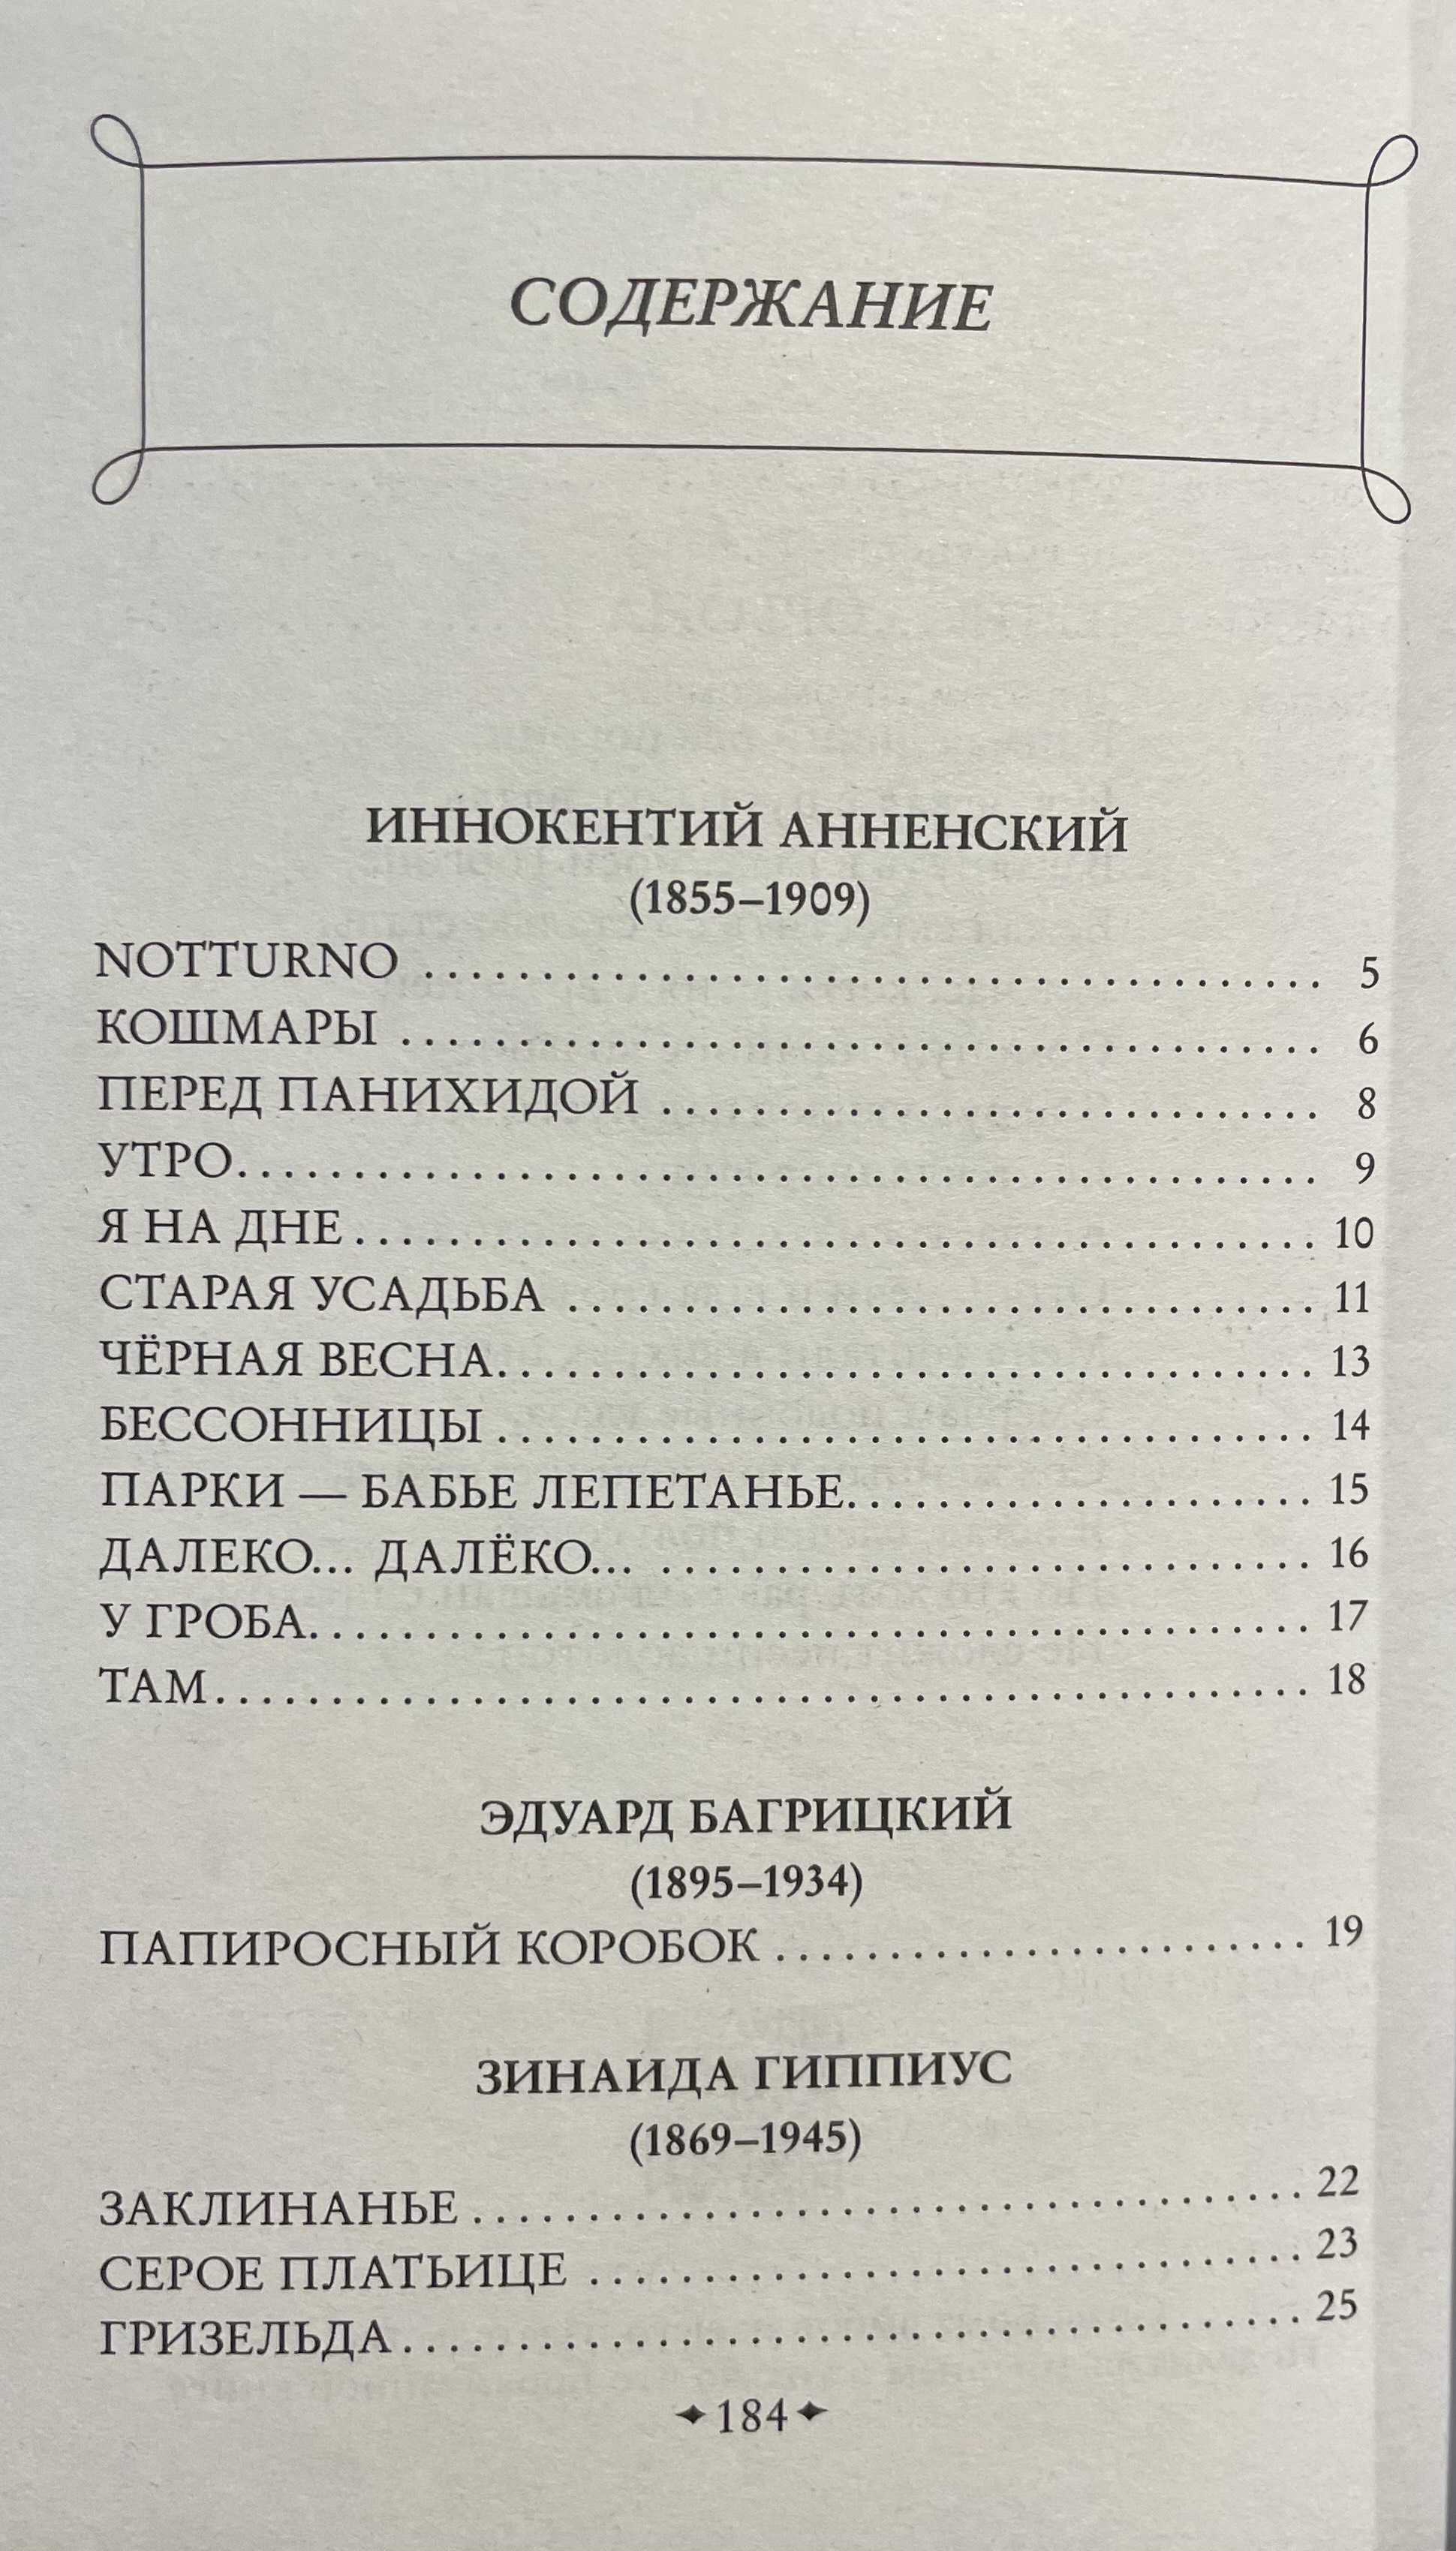 СОДЕРЖАНИЕ
ИННОКЕНТИЙ АННЕНСКИЙ
(1855–1909)
NOTTURNO . . . . . . . . . . . . . . . . . . . . 5
КОШМАРЫ . . . . . . . . . . . . . . . . . . . . 6
ПЕРЕД ПАНИХИДОЙ . . . . . . . . . . . . . . . . . . . . 8
УТРО . . . . . . . . . . . . . . . . . . . . 9
Я НА ДНЕ . . . . . . . . . . . . . . . . . . . . 10
СТАРАЯ УСАДЬБА . . . . . . . . . . . . . . . . . . . . 11
ЧЁРНАЯ ВЕСНА . . . . . . . . . . . . . . . . . . . . 13
БЕССОННИЦЫ . . . . . . . . . . . . . . . . . . . . 14
ПАРКИ — БАБЬЕ ЛЕПЕТАНЬЕ . . . . . . . . . . . . . . . . . . . . 15
ДАЛЕКО... ДАЛЁКО... . . . . . . . . . . . . . . . . . . . . 16
У ГРОБА . . . . . . . . . . . . . . . . . . . . 17
ТАМ . . . . . . . . . . . . . . . . . . . . 18
ЭДУАРД БАГРИЦКИЙ
(1895–1934)
ПАПИРОСНЫЙ КОРОБОК . . . . . . . . . . . . . . . . . . . . 19
ЗИНАИДА ГИППИУС
(1869–1945)
ЗАКЛИНАНЬЕ . . . . . . . . . . . . . . . . . . . . 22
СЕРОЕ ПЛАТЬИЦЕ . . . . . . . . . . . . . . . . . . . . 23
ГРИЗЕЛЬДА . . . . . . . . . . . . . . . . . . . . 25
✦184✦